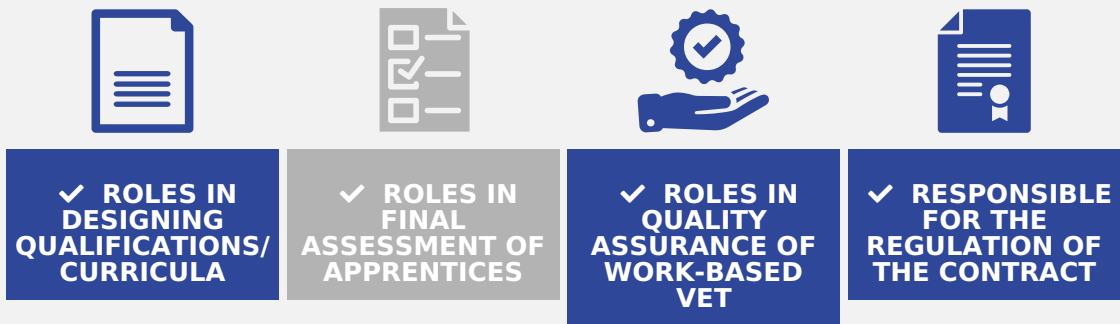 ✓ ROLES IN
DESIGNING
QUALIFICATIONS/
CURRICULA
✓ ROLES IN
FINAL
ASSESSMENT OF
APPRENTICES
✓ ROLES IN
QUALITY
ASSURANCE OF
WORK-BASED
VET
✓ RESPONSIBLE
FOR THE
REGULATION OF
THE CONTRACT